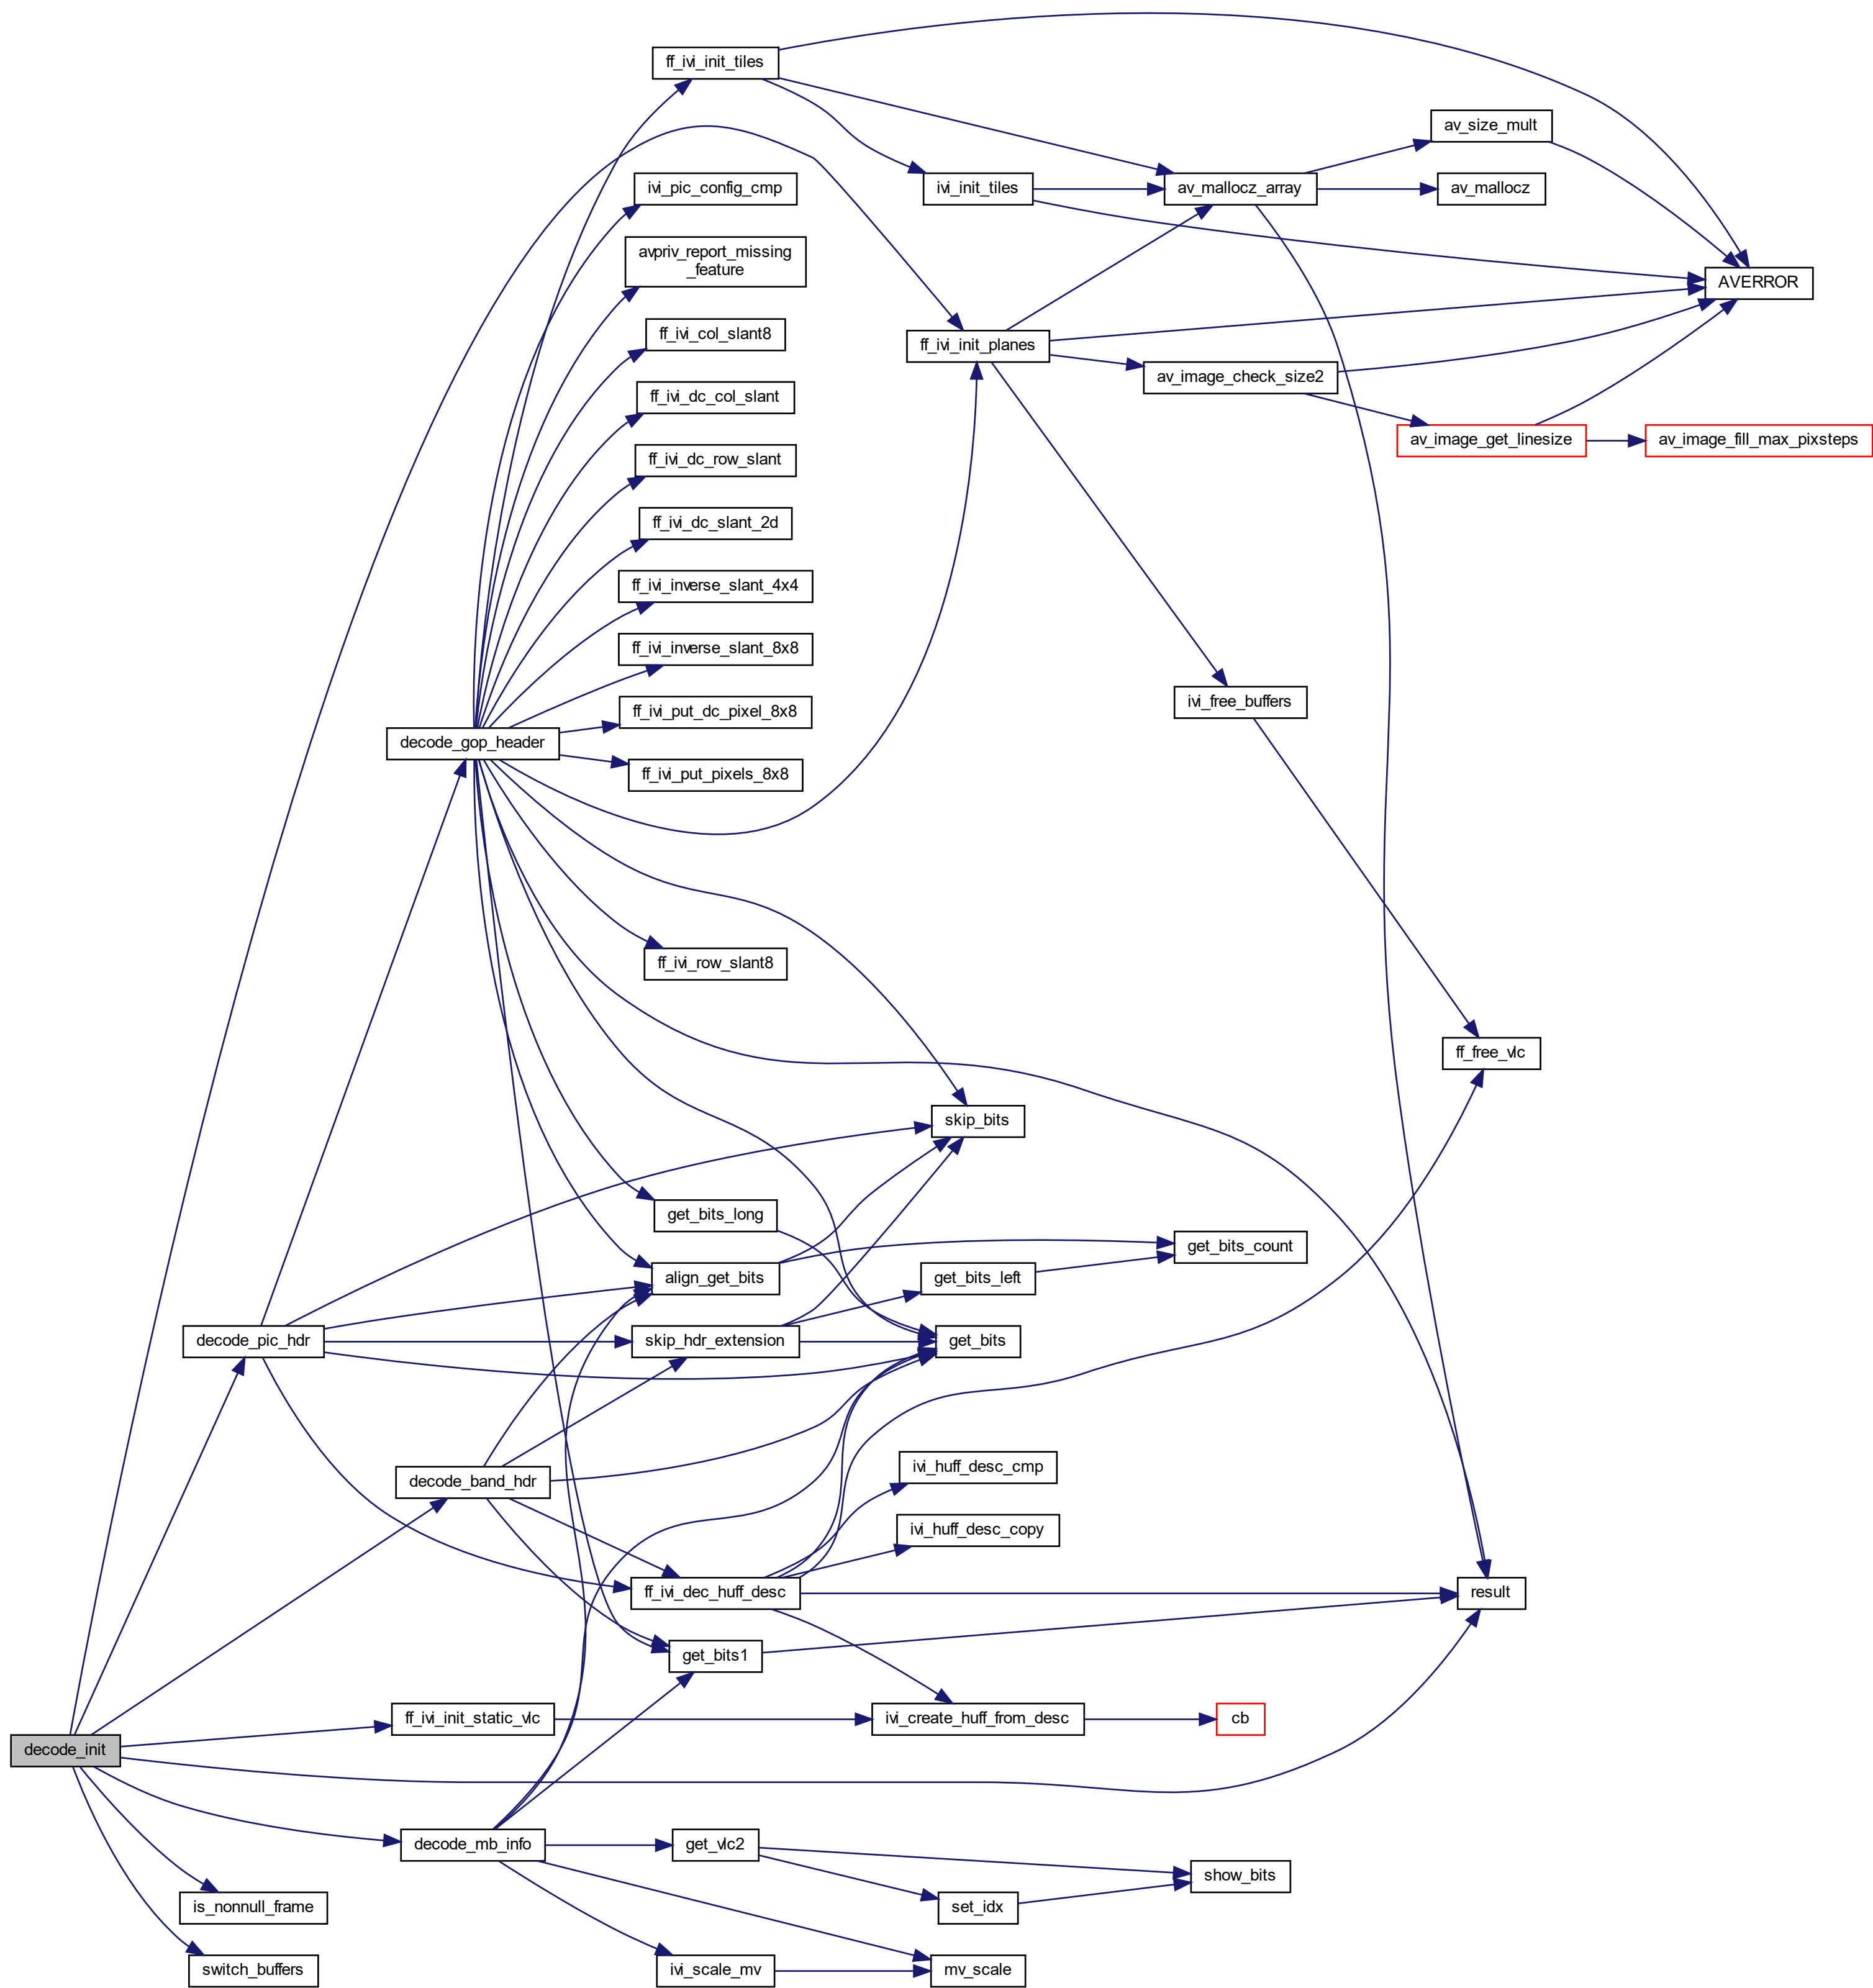 ff_ivi_init_tiles
av_size_mult
ivi_pic_config_cmp
ivi_init_tiles
av_mallocz_array
av_mallocz
avpriv_report_missing
_feature
AVERROR
ff_ivi_col_slant8
ff_ivi_init_planes
av_image_check_size2
ff_ivi_dc_col_slant
av_image_get_linesize
av_image_fill_max_pixsteps
ff_ivi_dc_row_slant
ff_ivi_dc_slant_2d
ff_ivi_inverse_slant_4x4
ff_ivi_inverse_slant_8x8
ivi_free_buffers
ff_ivi_put_dc_pixel_8x8
decode_gop_header
ff_ivi_put_pixels_8x8
ff_ivi_row_slant8
ff_free_vlc
skip_bits
get_bits_long
get_bits_count
align_get_bits
get_bits_left
decode_pic_hdr
skip_hdr_extension
get_bits
ivi_huff_desc_cmp
decode_band_hdr
ivi_huff_desc_copy
ff_ivi_dec_huff_desc
result
get_bits1
ff_ivi_init_static_vlc
ivi_create_huff_from_desc
cb
decode_init
decode_mb_info
get_vlc2
show_bits
is_nonnull_frame
set_idx
switch_buffers
ivi_scale_mv
mv_scale